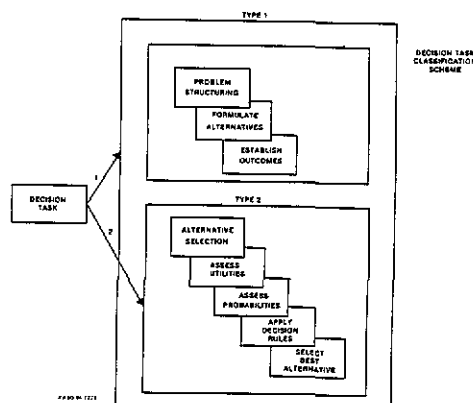 TYPE 1
DECISION TASK
CLASSIFICATION
SCHEME
PROBLEM
STRUCTURING
FORMULATE
ALTERNATIVES
ESTABLISH
OUTCOMES
1
DECISION
TASK
2
TYPE 2
ALTERNATIVE
SELECTION
ASSESS
UTILITIES
ASSESS
PROBABILITIES
APPLY
DECISION
RULES
SELECT
BEST
ALTERNATIVE